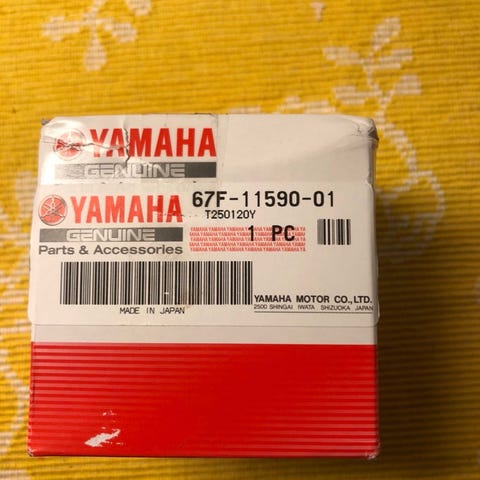 YAMAHA
GENUINE
YAMAHA 67F-11590-01
GENUINE T250120Y
Parts & Accessories 1 PC
MADE IN JAPAN
YAMAHA MOTOR CO., LTD.
2500 SHINGAI IWATA SHIZUOKA JAPAN